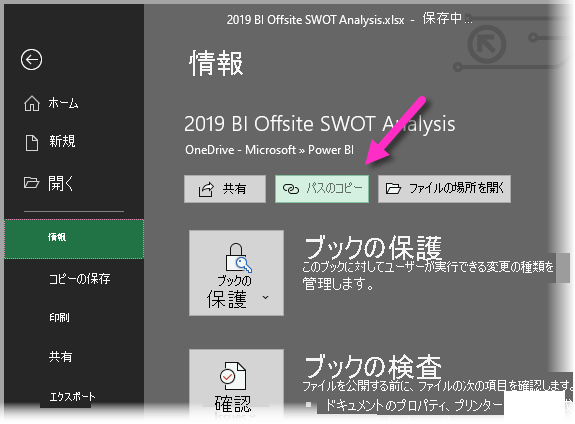 2019 BI Offsite SWOT Analysis.xlsx - 保存中...
情報
ホーム
新規
開く
情報
コピーの保存
印刷
共有
エクスポート
2019 BI Offsite SWOT Analysis
OneDrive - Microsoft » Power BI
共有
パスのコピー
ファイルの場所を開く
ブックの
保護
ブックの保護
このブックに対してユーザーが実行できる変更の種類を
管理します。
確認
ブックの検査
ファイルを公開する前に、ファイルの次の項目を確認します。
ドキュメントのプロパティ、プリンター